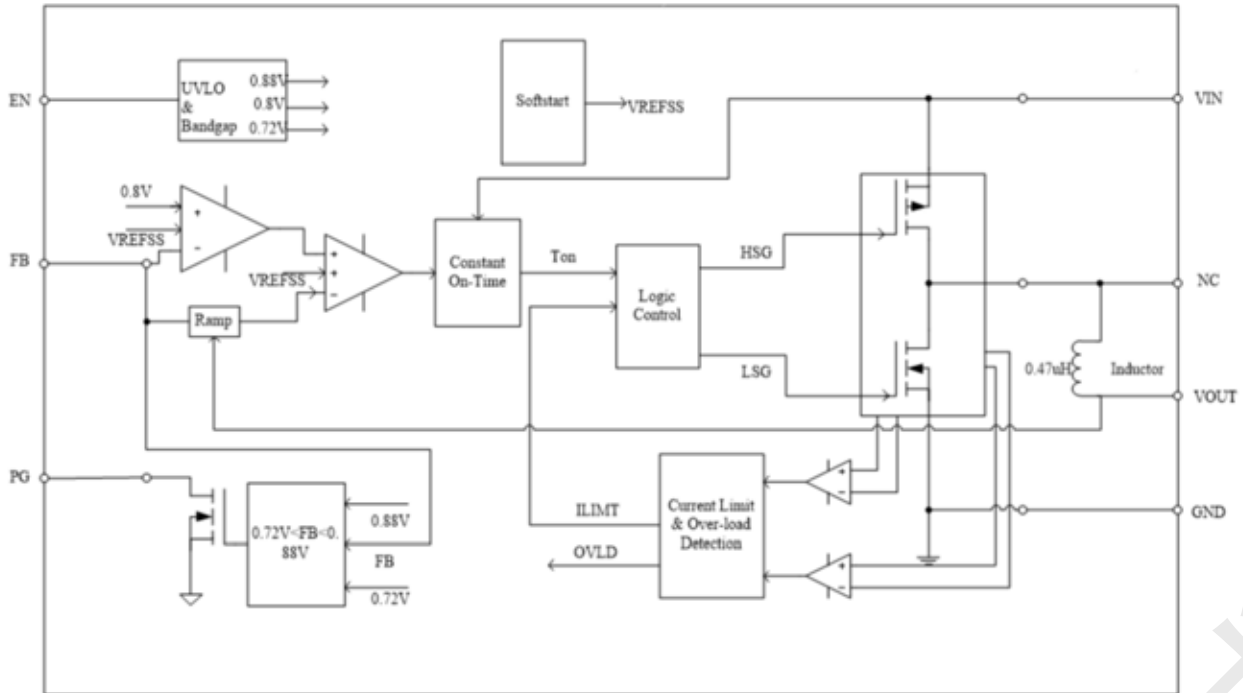 EN
UVLO
&
Bandgap
0.88V
0.8V
0.72V
Softstart
VREFSS
VIN
0.8V
+
VREFSS
-
FB
+
VREFSS
+
-
Ramp
Constant
On-Time
Ton
Logic
Control
HSG
LSG
NC
0.47uH
Inductor
VOUT
PG
0.72V<FB<0.
88V
0.88V
FB
0.72V
ILIMT
OVLD
Current Limit
& Over-load
Detection
+
-
+
-
GND